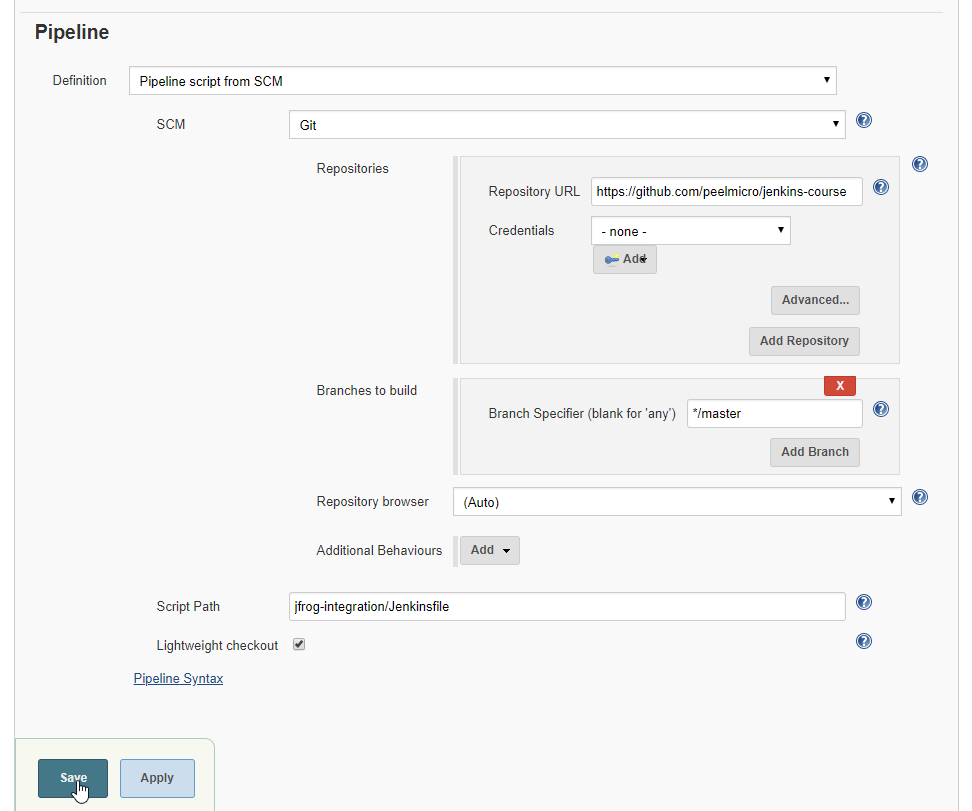 Pipeline
Definition
Pipeline script from SCM
SCM
Git
Repositories
Repository URL
https://github.com/peelmicro/jenkins-course
Credentials
- none -
Add
Advanced...
Add Repository
Branches to build
X
Branch Specifier (blank for 'any')
*/master
Add Branch
Repository browser
(Auto)
Additional Behaviours
Add
Script Path
jfrog-integration/Jenkinsfile
Lightweight checkout
Pipeline Syntax
Save
Apply